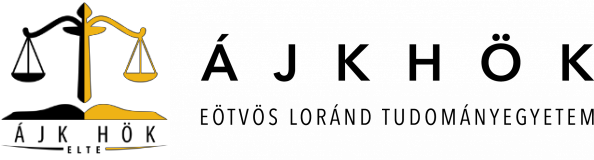 ÁJK HÖK
ELTE
ÁJKHÖK
EÖTVÖS LORÁND TUDOMÁNYEGYETEM